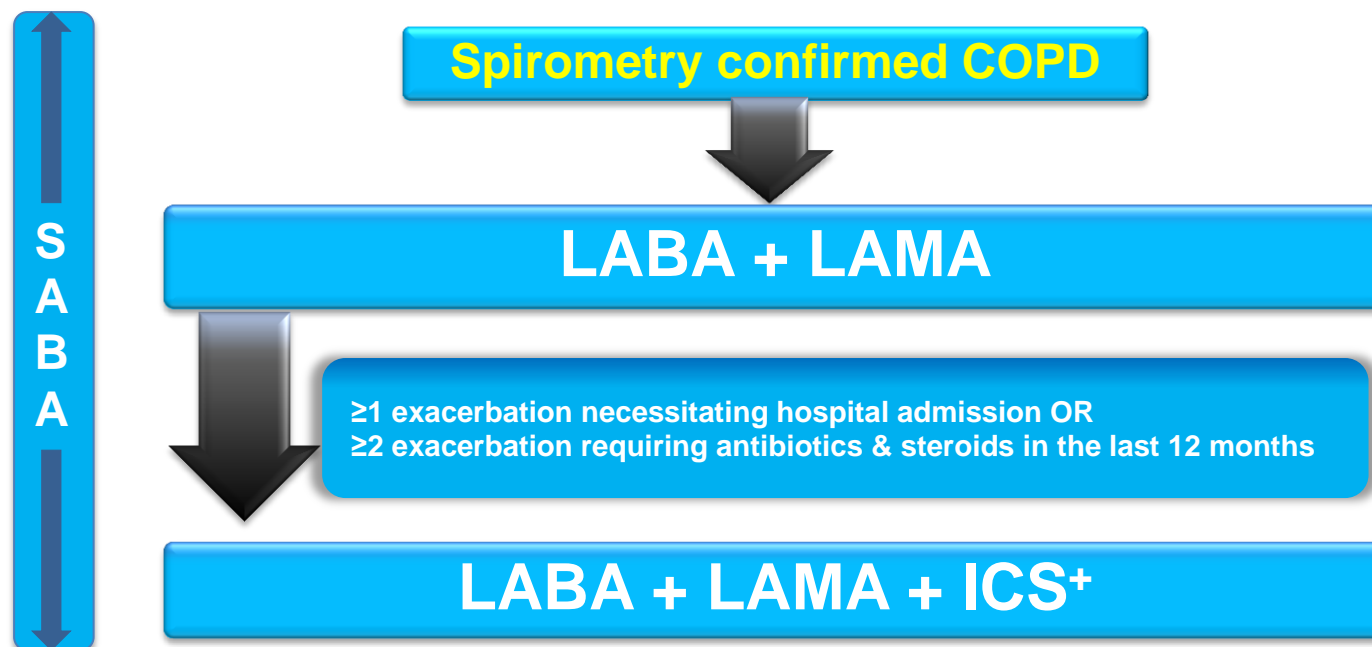 Spirometry confirmed COPD
LABA + LAMA
S
A
B
A
≥1 exacerbation necessitating hospital admission OR
≥2 exacerbation requiring antibiotics & steroids in the last 12 months
LABA + LAMA + ICS⁺